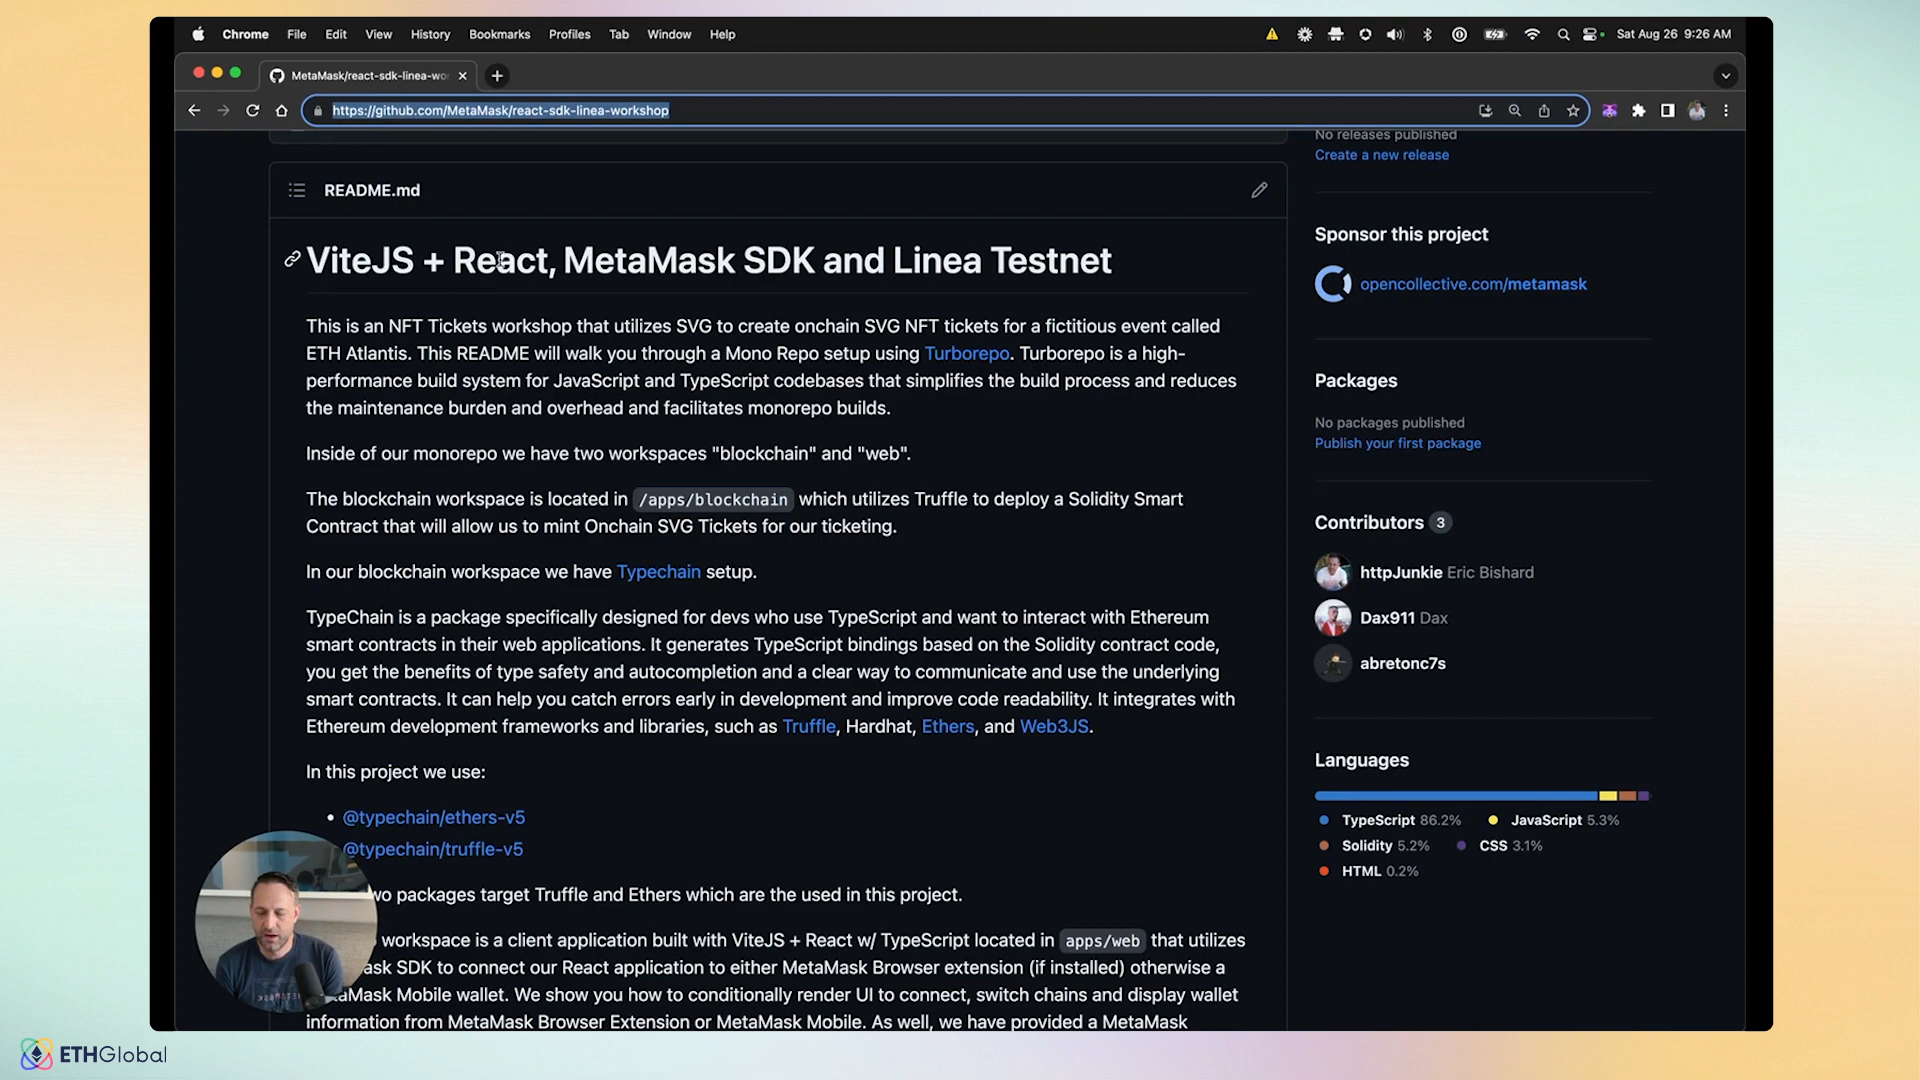 Chrome File Edit View History Bookmarks Profiles Tab Window Help Sat Aug 26 9:26 AM
MetaMask/react-sdk-linea-wo
https://github.com/MetaMask/react-sdk-linea-workshop
No releases published
Create a new release
README.md
ViteJS + React, MetaMask SDK and Linea Testnet
This is an NFT Tickets workshop that utilizes SVG to create onchain SVG NFT tickets for a fictitious event called
ETH Atlantis. This README will walk you through a Mono Repo setup using Turborepo. Turborepo is a high-
performance build system for JavaScript and TypeScript codebases that simplifies the build process and reduces
the maintenance burden and overhead and facilitates monorepo builds.
Inside of our monorepo we have two workspaces "blockchain" and "web".
The blockchain workspace is located in /apps/blockchain which utilizes Truffle to deploy a Solidity Smart
Contract that will allow us to mint Onchain SVG Tickets for our ticketing.
In our blockchain workspace we have Typechain setup.
TypeChain is a package specifically designed for devs who use TypeScript and want to interact with Ethereum
smart contracts in their web applications. It generates TypeScript bindings based on the Solidity contract code,
you get the benefits of type safety and autocompletion and a clear way to communicate and use the underlying
smart contracts. It can help you catch errors early in development and improve code readability. It integrates with
Ethereum development frameworks and libraries, such as Truffle, Hardhat, Ethers, and Web3JS.
In this project we use:
• @typechain/ethers-v5
@typechain/truffle-v5
wo packages target Truffle and Ethers which are the used in this project.
workspace is a client application built with ViteJS + React w/ TypeScript located in apps/web that utilizes
ask SDK to connect our React application to either MetaMask Browser extension (if installed) otherwise a
aMask Mobile wallet. We show you how to conditionally render UI to connect, switch chains and display wallet
information from MetaMask Browser Extension or MetaMask Mobile. As well, we have provided a MetaMask
Sponsor this project
opencollective.com/metamask
Packages
No packages published
Publish your first package
Contributors 3
httpJunkie Eric Bishard
Dax911 Dax
abretonc7s
Languages
TypeScript 86.2% JavaScript 5.3%
Solidity 5.2% CSS 3.1%
HTML 0.2%
ETHGlobal